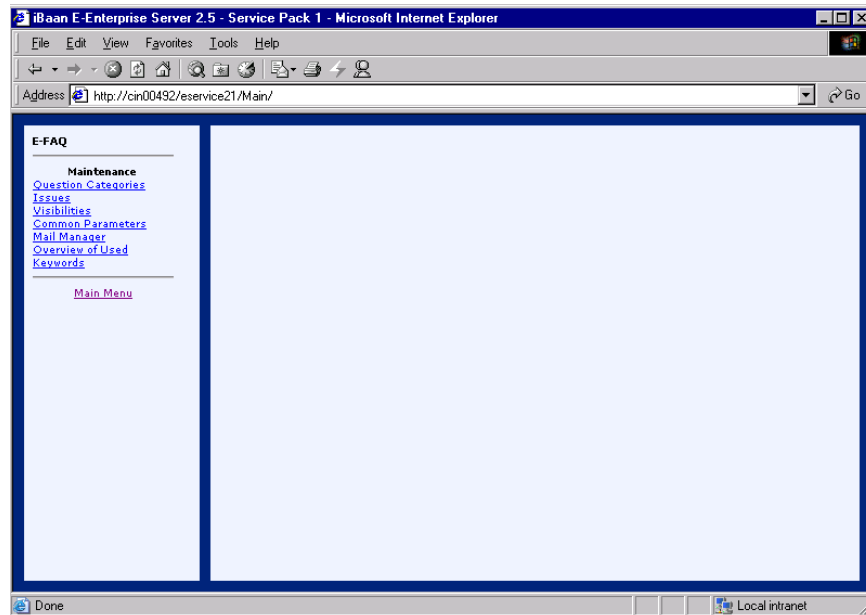 iBaan E-Enterprise Server 2.5 - Service Pack 1 - Microsoft Internet Explorer
File Edit View Favorites Tools Help
Address http://cin00492/eservice21/Main/ Go
E-FAQ
Maintenance
Question Categories
Issues
Visibilities
Common Parameters
Mail Manager
Overview of Used
Keywords
Main Menu
Done Local intranet